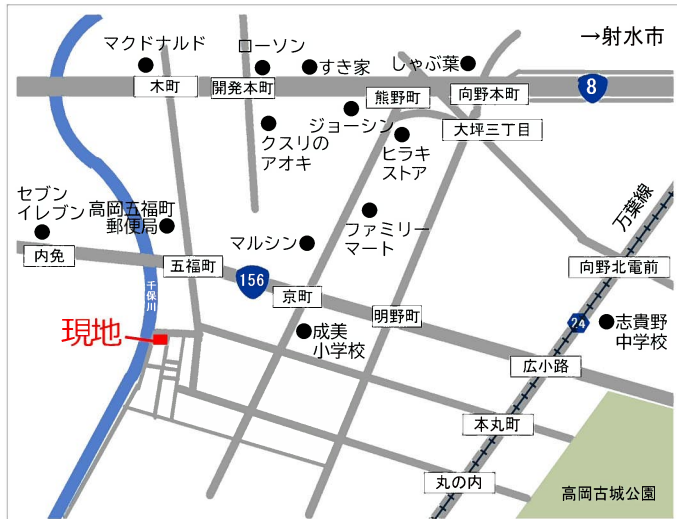 →射水市
マクドナルド
ローソン
すき家
しゃぶ葉
木町
開発本町
熊野町
向野本町
8
クスリの
アオキ
ジョーシン
大坪三丁目
ヒラキ
ストア
セブン
イレブン
高岡五福町
郵便局
マルシン
ファミリー
マート
万葉線
内免
五福町
156
京町
向野北電前
千保川
現地
成美
小学校
明野町
24
志貴野
中学校
広小路
本丸町
丸の内
高岡古城公園